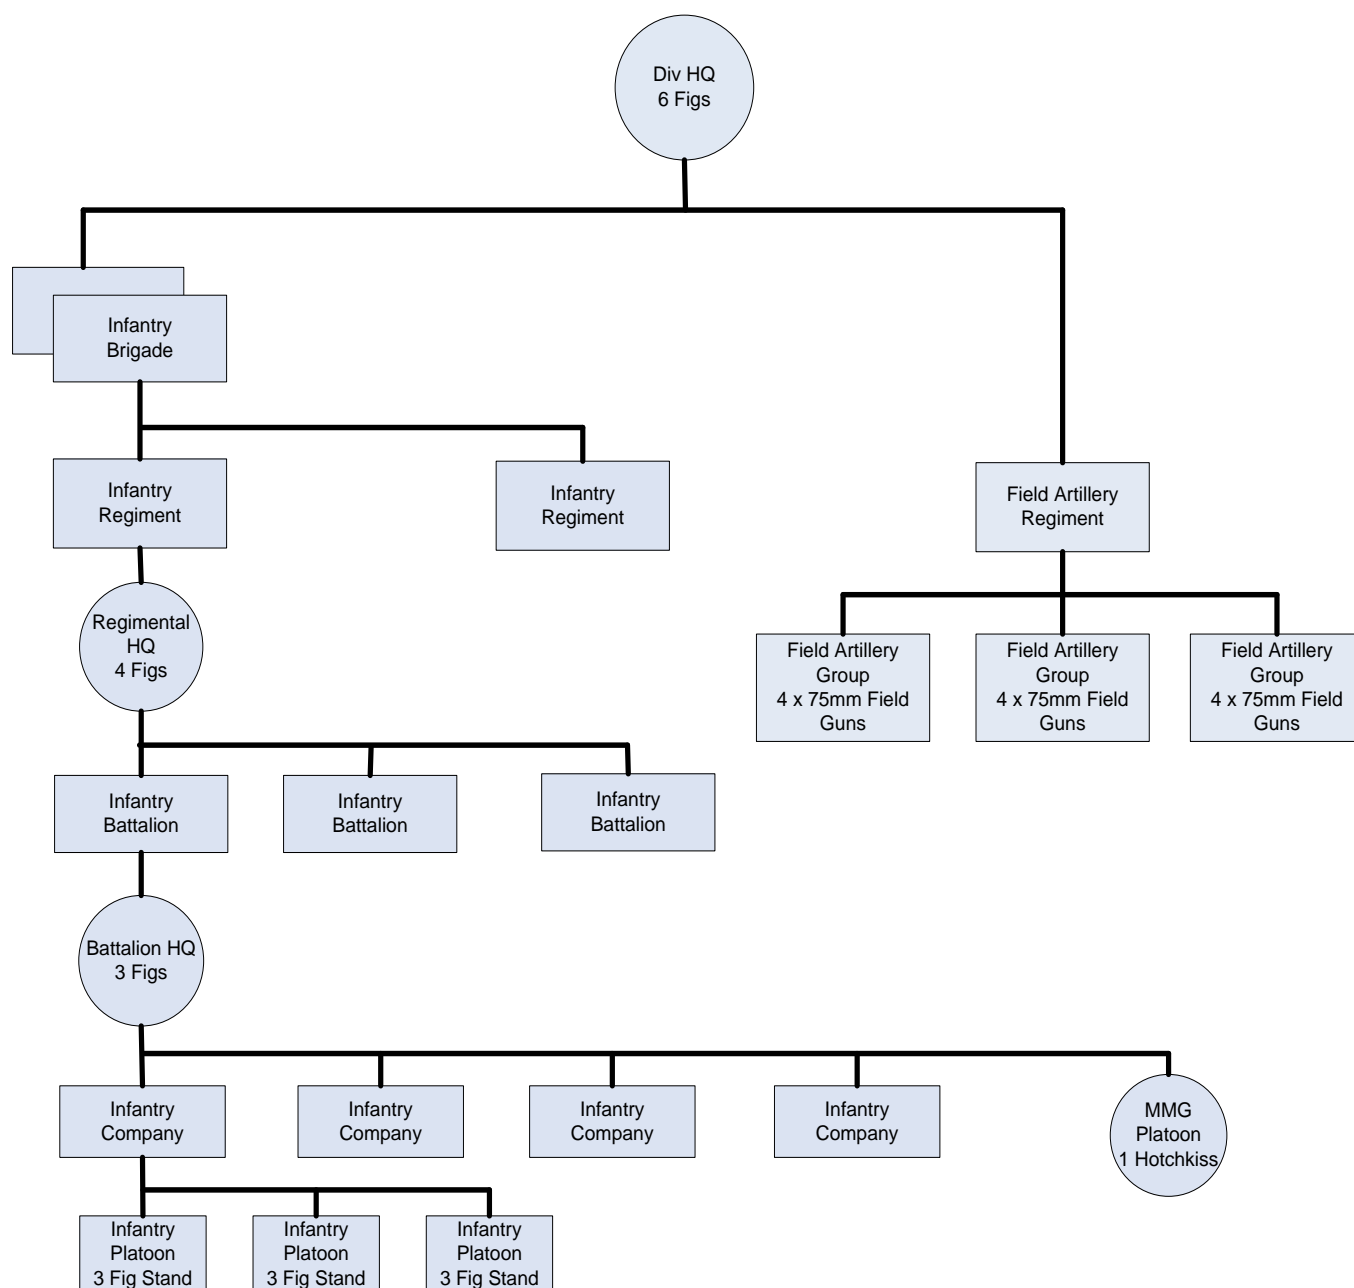 Div HQ
6 Figs
Infantry
Brigade
Infantry
Regiment
Infantry
Regiment
Field Artillery
Regiment
Regimental
HQ
4 Figs
Field Artillery
Group
4 x 75mm Field
Guns
Field Artillery
Group
4 x 75mm Field
Guns
Field Artillery
Group
4 x 75mm Field
Guns
Infantry
Battalion
Infantry
Battalion
Infantry
Battalion
Battalion HQ
3 Figs
Infantry
Company
Infantry
Company
Infantry
Company
Infantry
Company
MMG
Platoon
1 Hotchkiss
Infantry
Platoon
3 Fig Stand
Infantry
Platoon
3 Fig Stand
Infantry
Platoon
3 Fig Stand